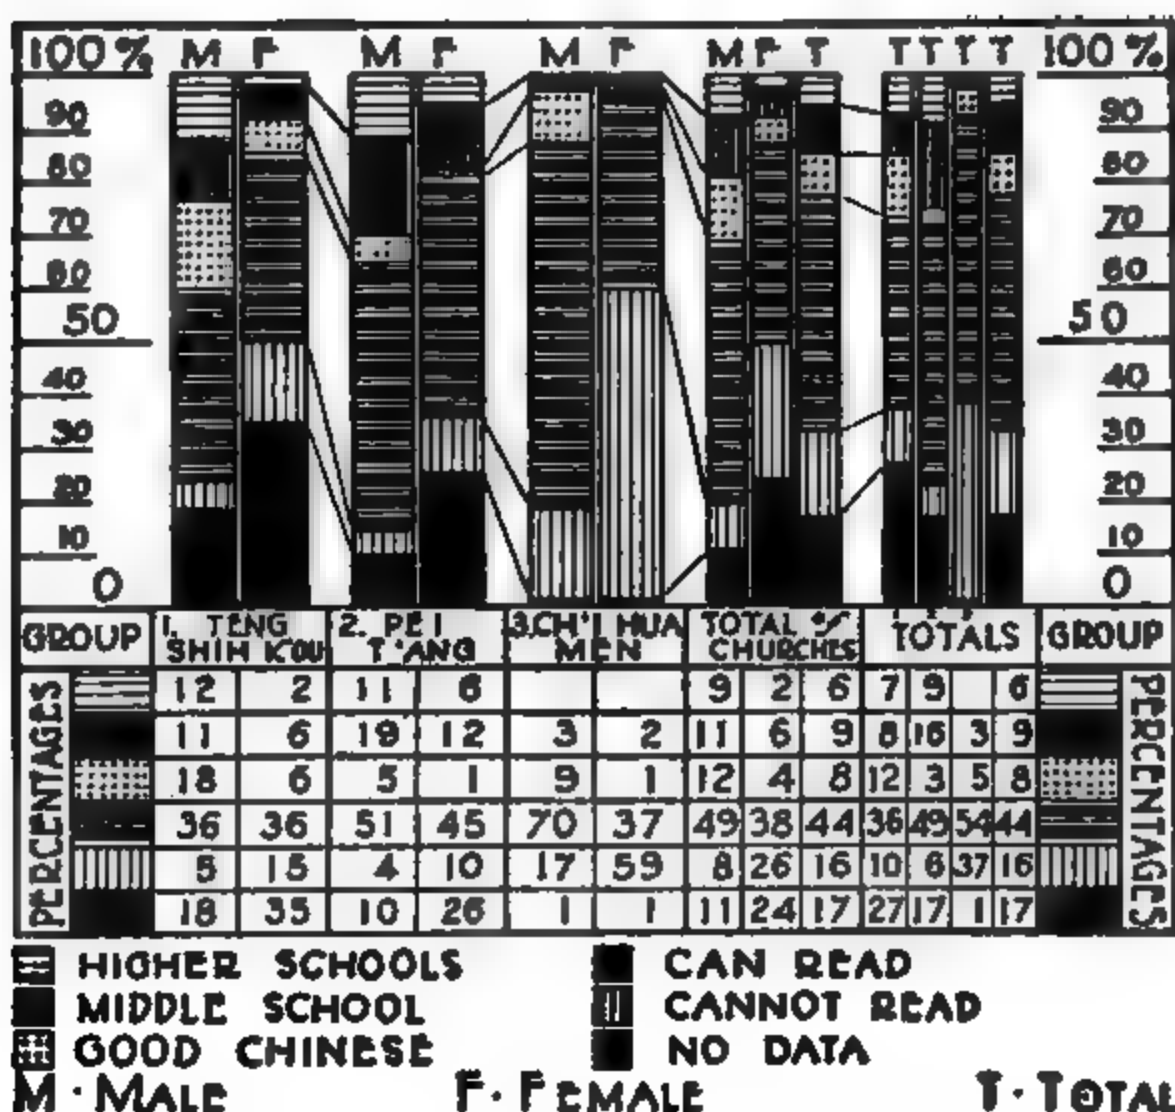 100% M F M F M F M F T T T T T 100%
90 90
80 80
70 70
60 60
50 50
40 40
30 30
20 20
10 10
0 0
GROUP 1. TENG SHIH K'OU 2. PEI T'ANG 3. CH'I HUA MEN TOTAL CHURCHES 1 2 3 TOTALS GROUP
PERCENTAGES 12 2 11 6 9 2 6 7 9 6 PERCENTAGES
11 6 19 12 3 2 11 6 9 8 16 3 9
18 6 5 1 9 1 12 4 8 12 3 5 8
36 36 51 45 70 37 49 38 44 36 49 54 44
5 15 4 10 17 59 8 26 16 10 6 37 16
18 35 10 26 1 1 11 24 17 27 17 1 17
HIGHER SCHOOLS CAN READ
MIDDLE SCHOOL CANNOT READ
GOOD CHINESE NO DATA
M · MALE F · FEMALE T · TOTAL